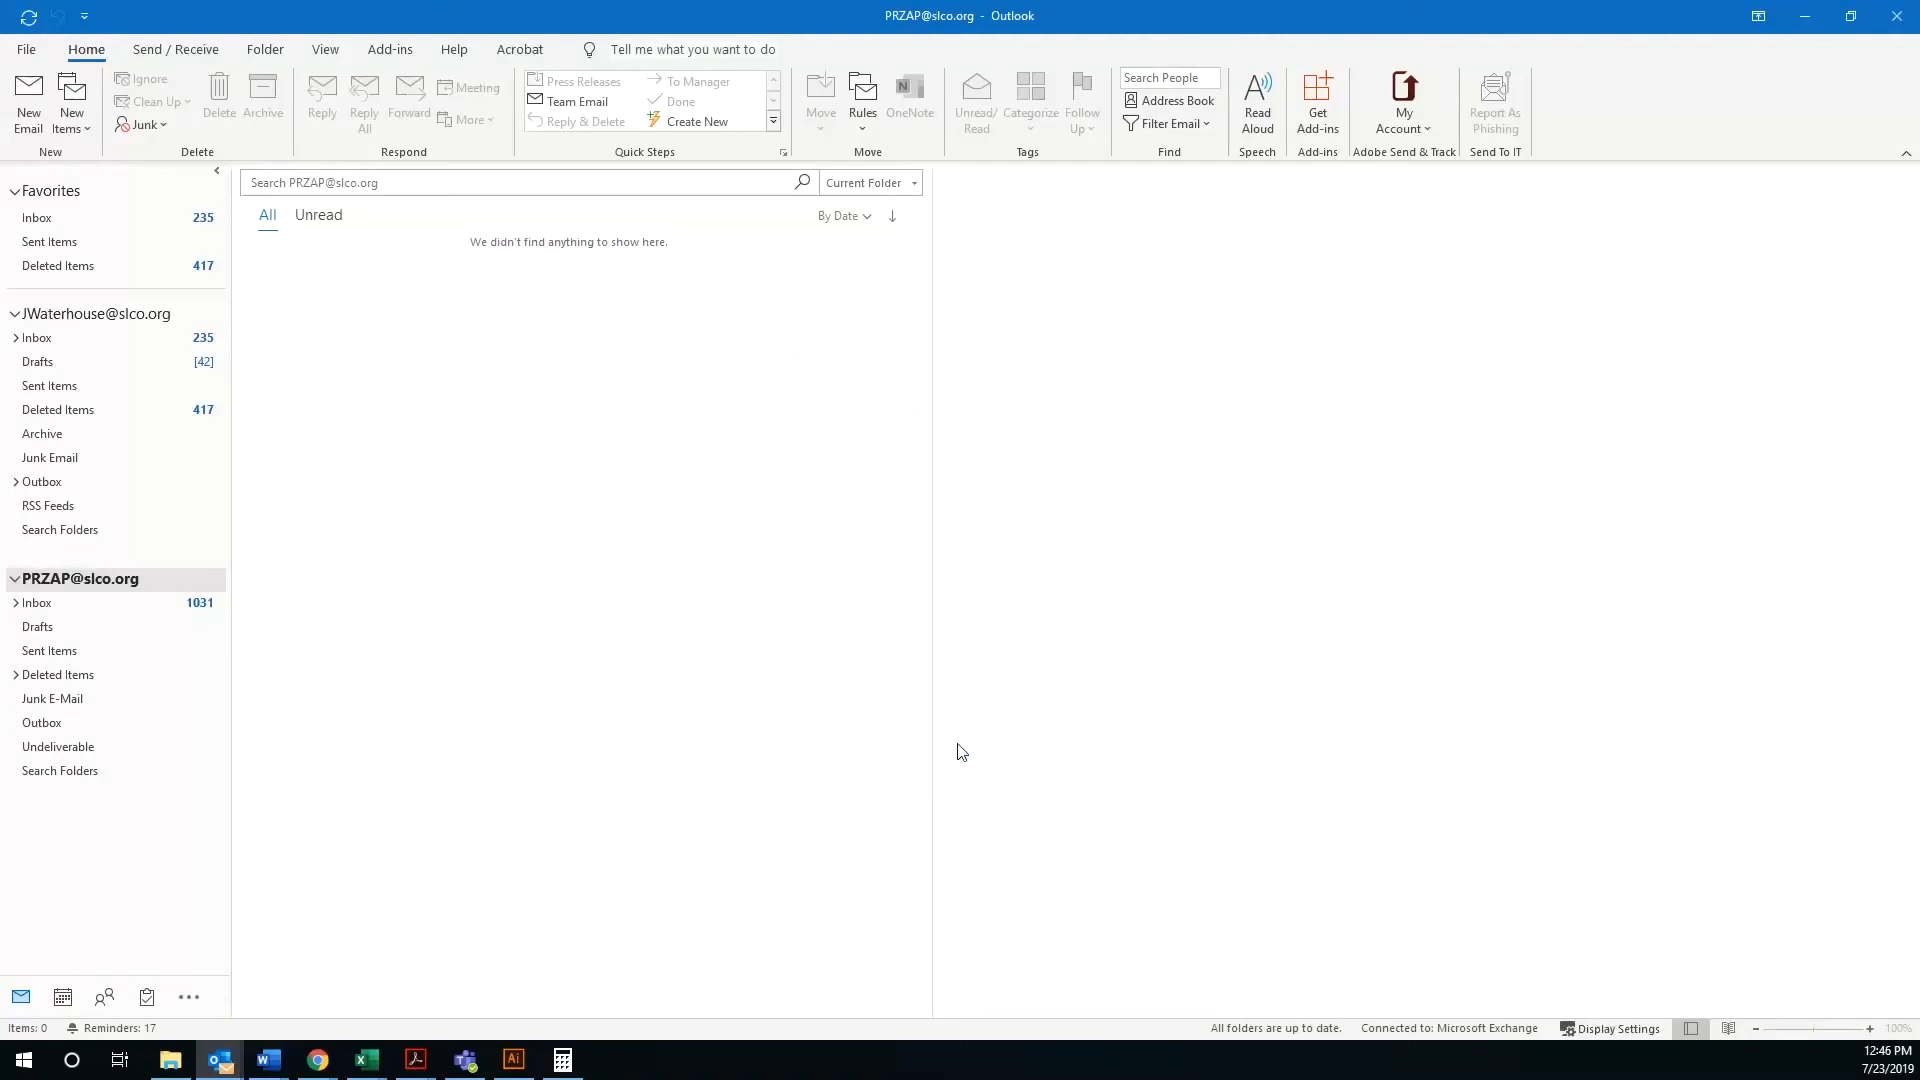 PRZAP@slco.org - Outlook
File Home Send / Receive Folder View Add-ins Help Acrobat Tell me what you want to do
New Email
New Items
New
Ignore
Clean Up
Junk
Delete
Archive
Delete
Reply
Reply All
Forward
Meeting
More
Respond
Press Releases
Team Email
Reply & Delete
To Manager
Done
Create New
Quick Steps
Move
Rules
OneNote
Move
Unread/ Read
Categorize
Follow Up
Tags
Search People
Address Book
Filter Email
Find
Read Aloud
Speech
Get Add-ins
Add-ins
My Account
Adobe Send & Track
Report As Phishing
Send To IT
Favorites
Inbox 235
Sent Items
Deleted Items 417
JWaterhouse@slco.org
Inbox 235
Drafts [42]
Sent Items
Deleted Items 417
Archive
Junk Email
Outbox
RSS Feeds
Search Folders
PRZAP@slco.org
Inbox 1031
Drafts
Sent Items
Deleted Items
Junk E-Mail
Outbox
Undeliverable
Search Folders
Search PRZAP@slco.org
Current Folder
All Unread
By Date
We didn't find anything to show here.
Items: 0 Reminders: 17
All folders are up to date. Connected to: Microsoft Exchange Display Settings 100%
12:46 PM
7/23/2019